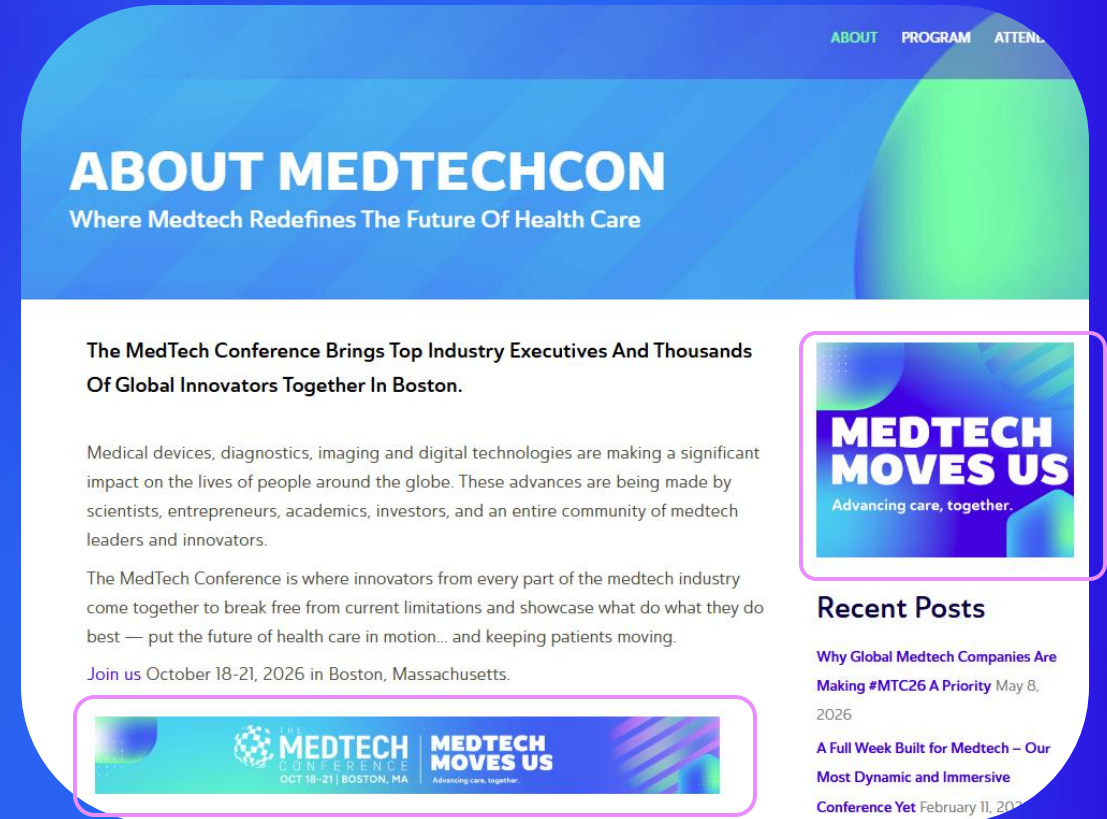 ABOUT PROGRAM
ABOUT MEDTECHCON
Where Medtech Redefines The Future Of Health Care
The MedTech Conference Brings Top Industry Executives And Thousands
Of Global Innovators Together In Boston.
Medical devices, diagnostics, imaging and digital technologies are making a significant
impact on the lives of people around the globe. These advances are being made by
scientists, entrepreneurs, academics, investors, and an entire community of medtech
leaders and innovators.
The MedTech Conference is where innovators from every part of the medtech industry
come together to break free from current limitations and showcase what do what they do
best — put the future of health care in motion... and keeping patients moving.
Join us October 18-21, 2026 in Boston, Massachusetts.
THE
MEDTECH
CONFERENCE
OCT 18–21 | BOSTON, MA
MEDTECH
MOVES US
Advancing care, together.
MEDTECH
MOVES US
Advancing care, together.
Recent Posts
Why Global Medtech Companies Are
Making #MTC26 A Priority May 8,
2026
A Full Week Built for Medtech – Our
Most Dynamic and Immersive
Conference Yet February 11,